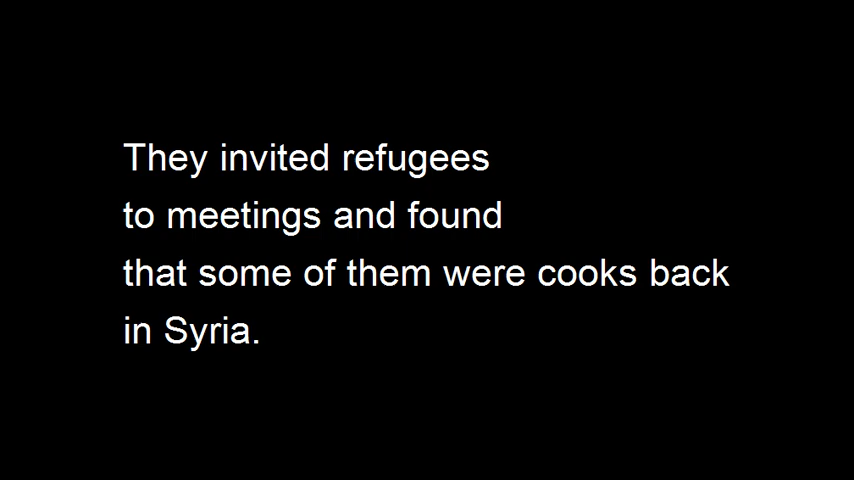 They invited refugees
to meetings and found
that some of them were cooks back
in Syria.